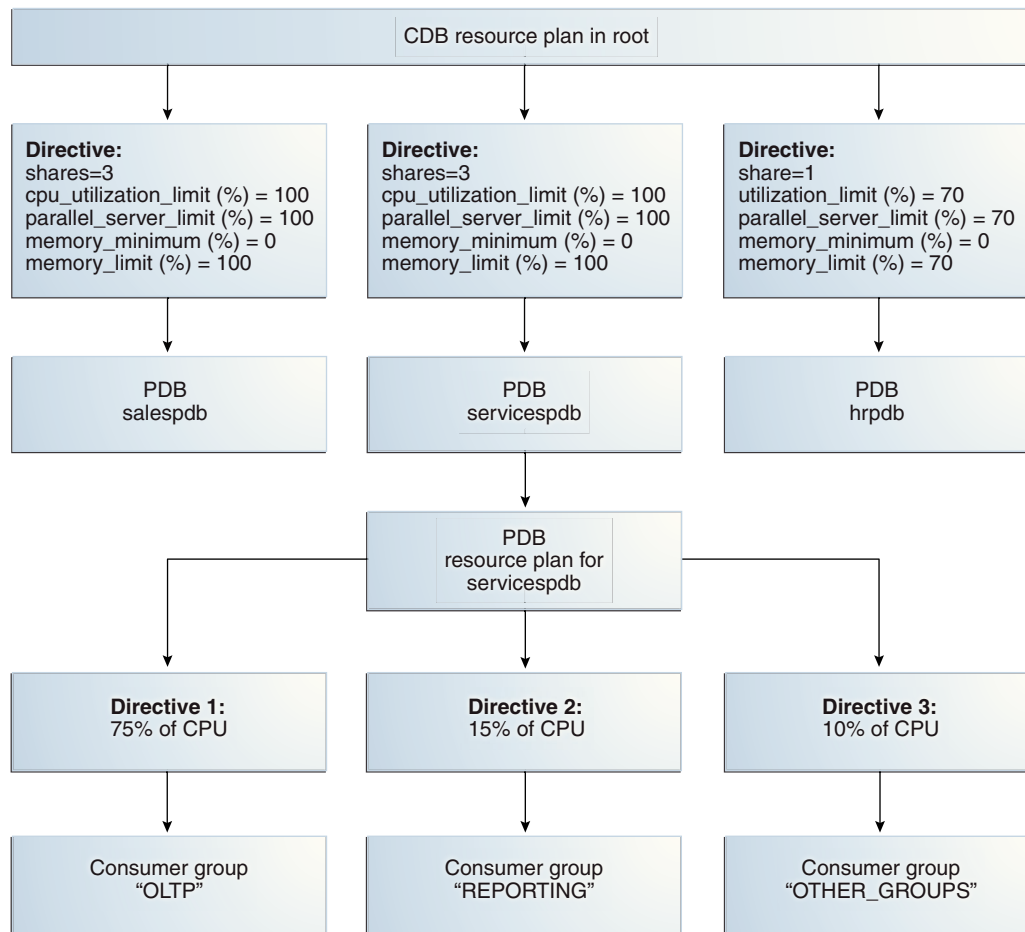 CDB resource plan in root
Directive:
shares=3
cpu_utilization_limit (%) = 100
parallel_server_limit (%) = 100
memory_minimum (%) = 0
memory_limit (%) = 100
Directive:
shares=3
cpu_utilization_limit (%) = 100
parallel_server_limit (%) = 100
memory_minimum (%) = 0
memory_limit (%) = 100
Directive:
share=1
utilization_limit (%) = 70
parallel_server_limit (%) = 70
memory_minimum (%) = 0
memory_limit (%) = 70
PDB
salespdb
PDB
servicespdb
PDB
hrpdb
PDB
resource plan for
servicespdb
Directive 1:
75% of CPU
Directive 2:
15% of CPU
Directive 3:
10% of CPU
Consumer group
“OLTP”
Consumer group
“REPORTING”
Consumer group
“OTHER_GROUPS”